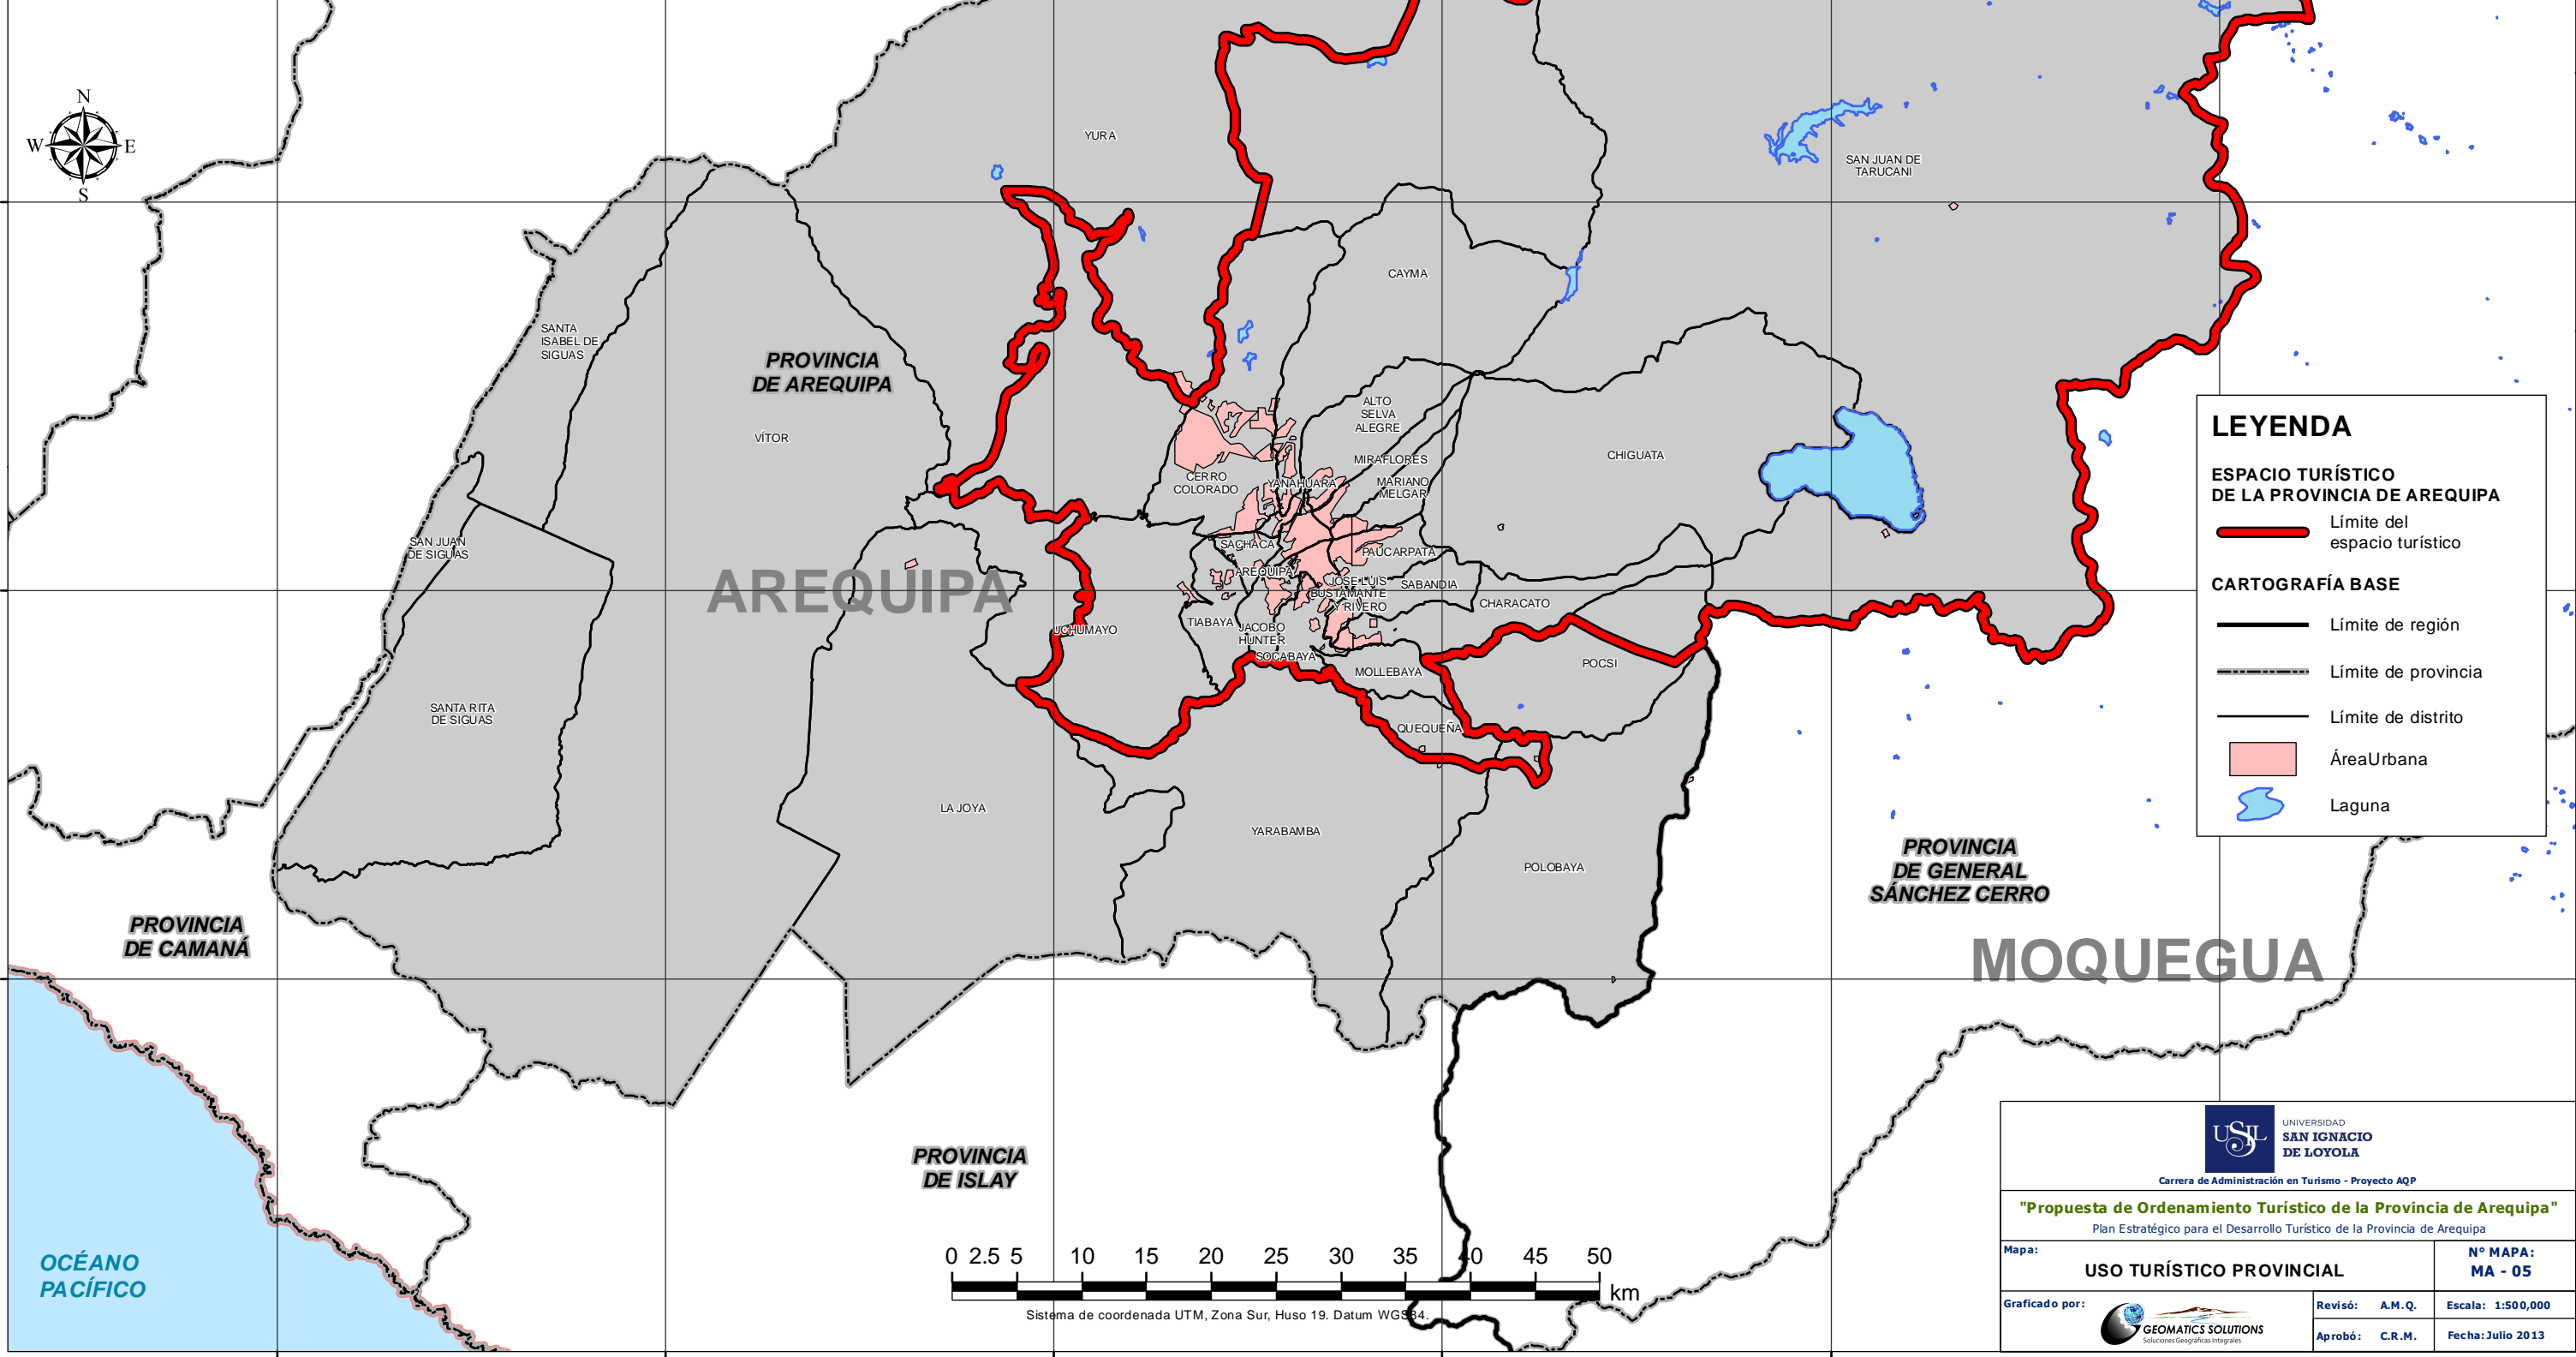 N
W
E
S
YURA
SAN JUAN DE
TARUCANI
CAYMA
SANTA
ISABEL DE
SIGUAS
PROVINCIA
DE AREQUIPA
VÍTOR
ALTO
SELVA
ALEGRE
MIRAFLORES
CHIGUATA
CERRO
COLORADO
YANAHUARA
MARIANO
MELGAR
SAN JUAN
DE SIGUAS
SACHACA
PAUCARPATA
AREQUIPA
AREQUIPA
JOSE LUIS
BUSTAMANTE
Y RIVERO
SABANDIA
CHARACATO
UCHUMAYO
TIABAYA
JACOBO
HUNTER
SOCABAYA
MOLLEBAYA
POCSI
SANTA RITA
DE SIGUAS
QUEQUEÑA
LA JOYA
YARABAMBA
POLOBAYA
PROVINCIA
DE CAMANÁ
PROVINCIA
DE GENERAL
SÁNCHEZ CERRO
MOQUEGUA
PROVINCIA
DE ISLAY
OCÉANO
PACÍFICO
0 2.5 5 10 15 20 25 30 35 40 45 50
km
Sistema de coordenada UTM, Zona Sur, Huso 19. Datum WGS84.
LEYENDA
ESPACIO TURÍSTICO
DE LA PROVINCIA DE AREQUIPA
Límite del
espacio turístico
CARTOGRAFÍA BASE
Límite de región
Límite de provincia
Límite de distrito
ÁreaUrbana
Laguna
USIL
UNIVERSIDAD
SAN IGNACIO
DE LOYOLA
Carrera de Administración en Turismo - Proyecto AQP
"Propuesta de Ordenamiento Turístico de la Provincia de Arequipa"
Plan Estratégico para el Desarrollo Turístico de la Provincia de Arequipa
Mapa:
USO TURÍSTICO PROVINCIAL
Nº MAPA:
MA - 05
Graficado por:
GEOMATICS SOLUTIONS
Soluciones Geográficas Integrales
Revisó: A.M.Q.
Escala: 1:500,000
Aprobó: C.R.M.
Fecha: Julio 2013